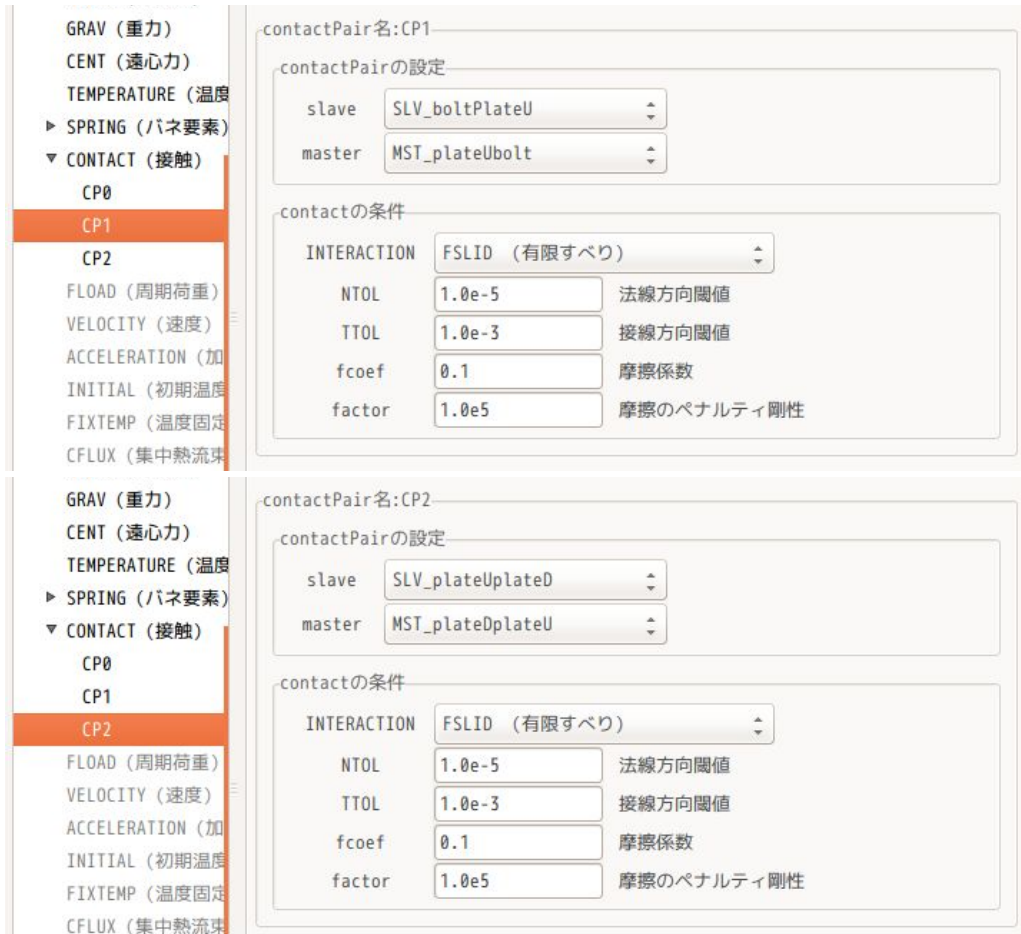 GRAV (重力)
CENT (遠心力)
TEMPERATURE (温度
SPRING (バネ要素)
CONTACT (接触)
CP0
CP1
CP2
FLOAD (周期荷重)
VELOCITY (速度)
ACCELERATION (加
INITIAL (初期温度
FIXTEMP (温度固定
CFLUX (集中熱流束
contactPair名:CP1
contactPairの設定
slave SLV_boltPlateU
master MST_plateUbolt
contactの条件
INTERACTION FSLID (有限すべり)
NTOL 1.0e-5 法線方向閾値
TTOL 1.0e-3 接線方向閾値
fcoef 0.1 摩擦係数
factor 1.0e5 摩擦のペナルティ剛性
GRAV (重力)
CENT (遠心力)
TEMPERATURE (温度
SPRING (バネ要素)
CONTACT (接触)
CP0
CP1
CP2
FLOAD (周期荷重)
VELOCITY (速度)
ACCELERATION (加
INITIAL (初期温度
FIXTEMP (温度固定
CFLUX (集中熱流束
contactPair名:CP2
contactPairの設定
slave SLV_plateUplateD
master MST_plateDplateU
contactの条件
INTERACTION FSLID (有限すべり)
NTOL 1.0e-5 法線方向閾値
TTOL 1.0e-3 接線方向閾値
fcoef 0.1 摩擦係数
factor 1.0e5 摩擦のペナルティ剛性